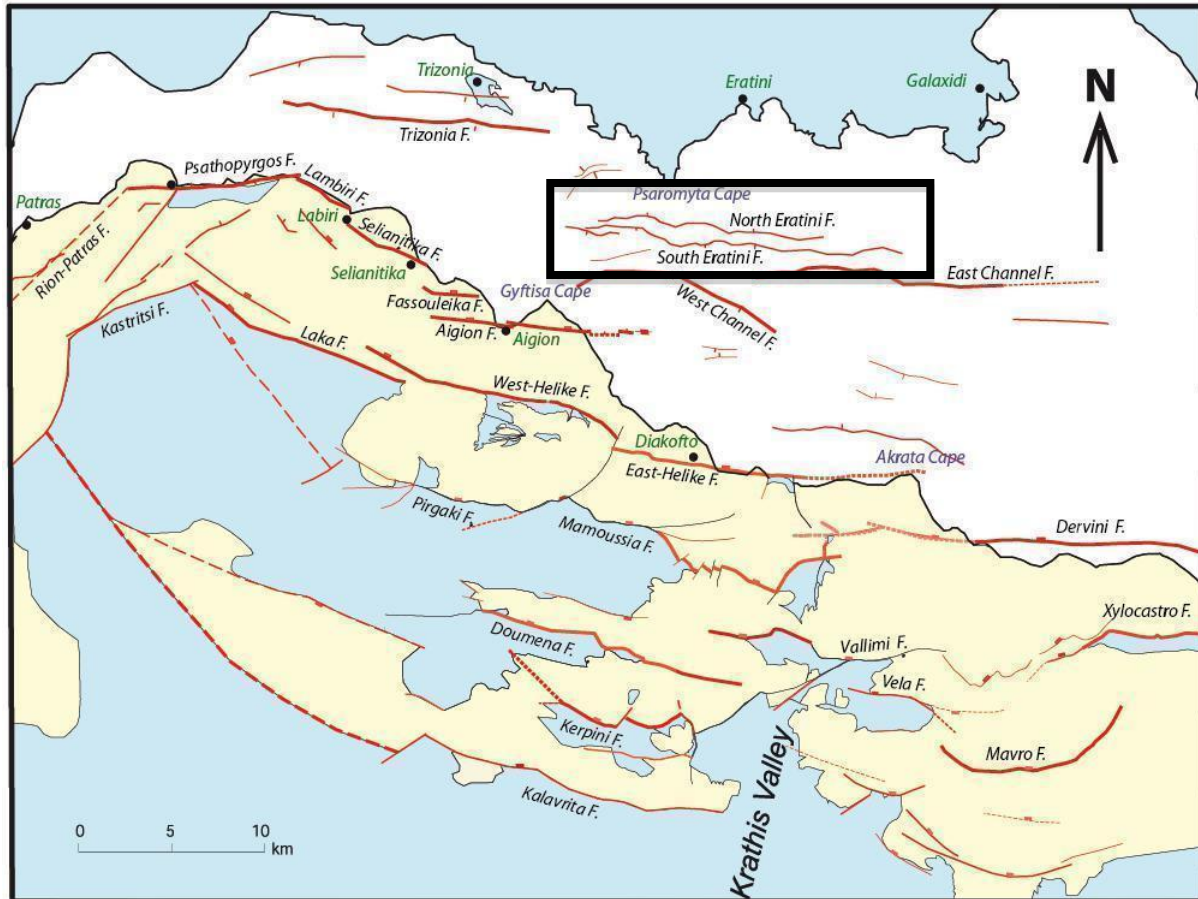 Trizonia
Eratini
Galaxidi
N
Trizonia F.
Psathopyrgos F.
Lambiri F.
Psaromyta Cape
Patras
Labiri
North Eratini F.
Selianitika F.
South Eratini F.
Rion-Patras F.
Selianitika
East Channel F.
Gyftisa Cape
Fassouleika F.
West Channel F.
Kastritsi F.
Laka F.
Aigion F.
Aigion
West-Helike F.
Diakofto
Akrata Cape
East-Helike F.
Pirgaki F.
Mamoussia F.
Dervini F.
Xylocastro F.
Doumena F.
Vallimi F.
Vela F.
Kerpini F.
Mavro F.
Kalavrita F.
Krathis Valley
0 5 10
km